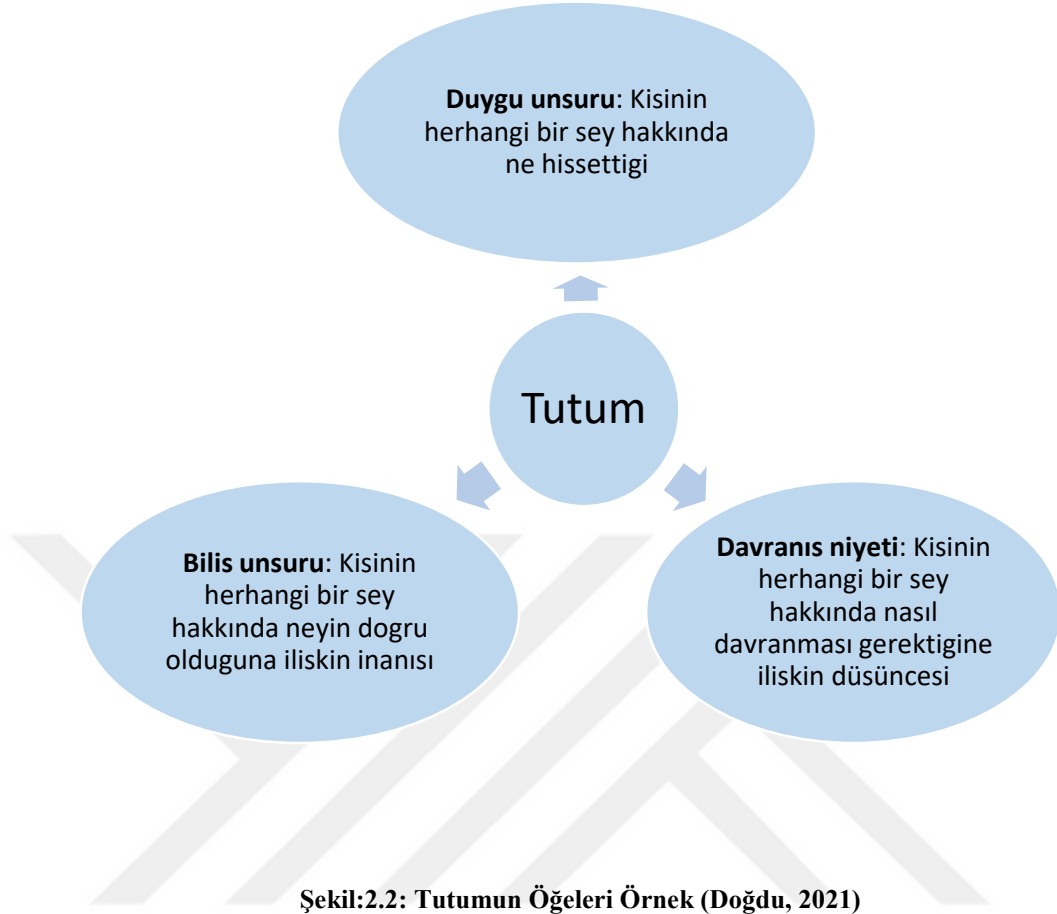 Duygu unsuru: Kisinin
herhangi bir sey hakkında
ne hissettigi
Tutum
Bilis unsuru: Kisinin
herhangi bir sey
hakkında neyin dogru
olduguna iliskin inanısı
Davranıs niyeti: Kisinin
herhangi bir sey
hakkında nasıl
davranması gerektigine
iliskin düsüncesi
Şekil:2.2: Tutumun Öğeleri Örnek (Doğdu, 2021)